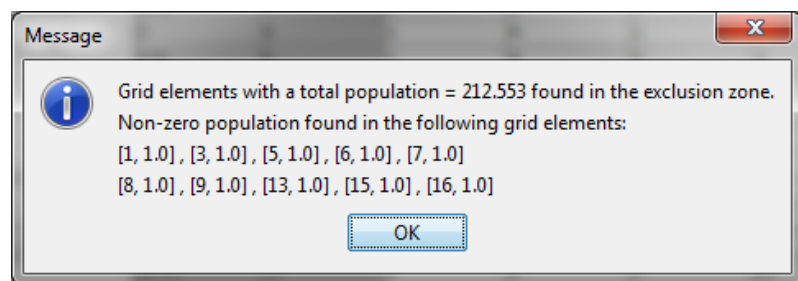 Message
Grid elements with a total population = 212.553 found in the exclusion zone.
Non-zero population found in the following grid elements:
[1, 1.0] , [3, 1.0] , [5, 1.0] , [6, 1.0] , [7, 1.0]
[8, 1.0] , [9, 1.0] , [13, 1.0] , [15, 1.0] , [16, 1.0]
OK